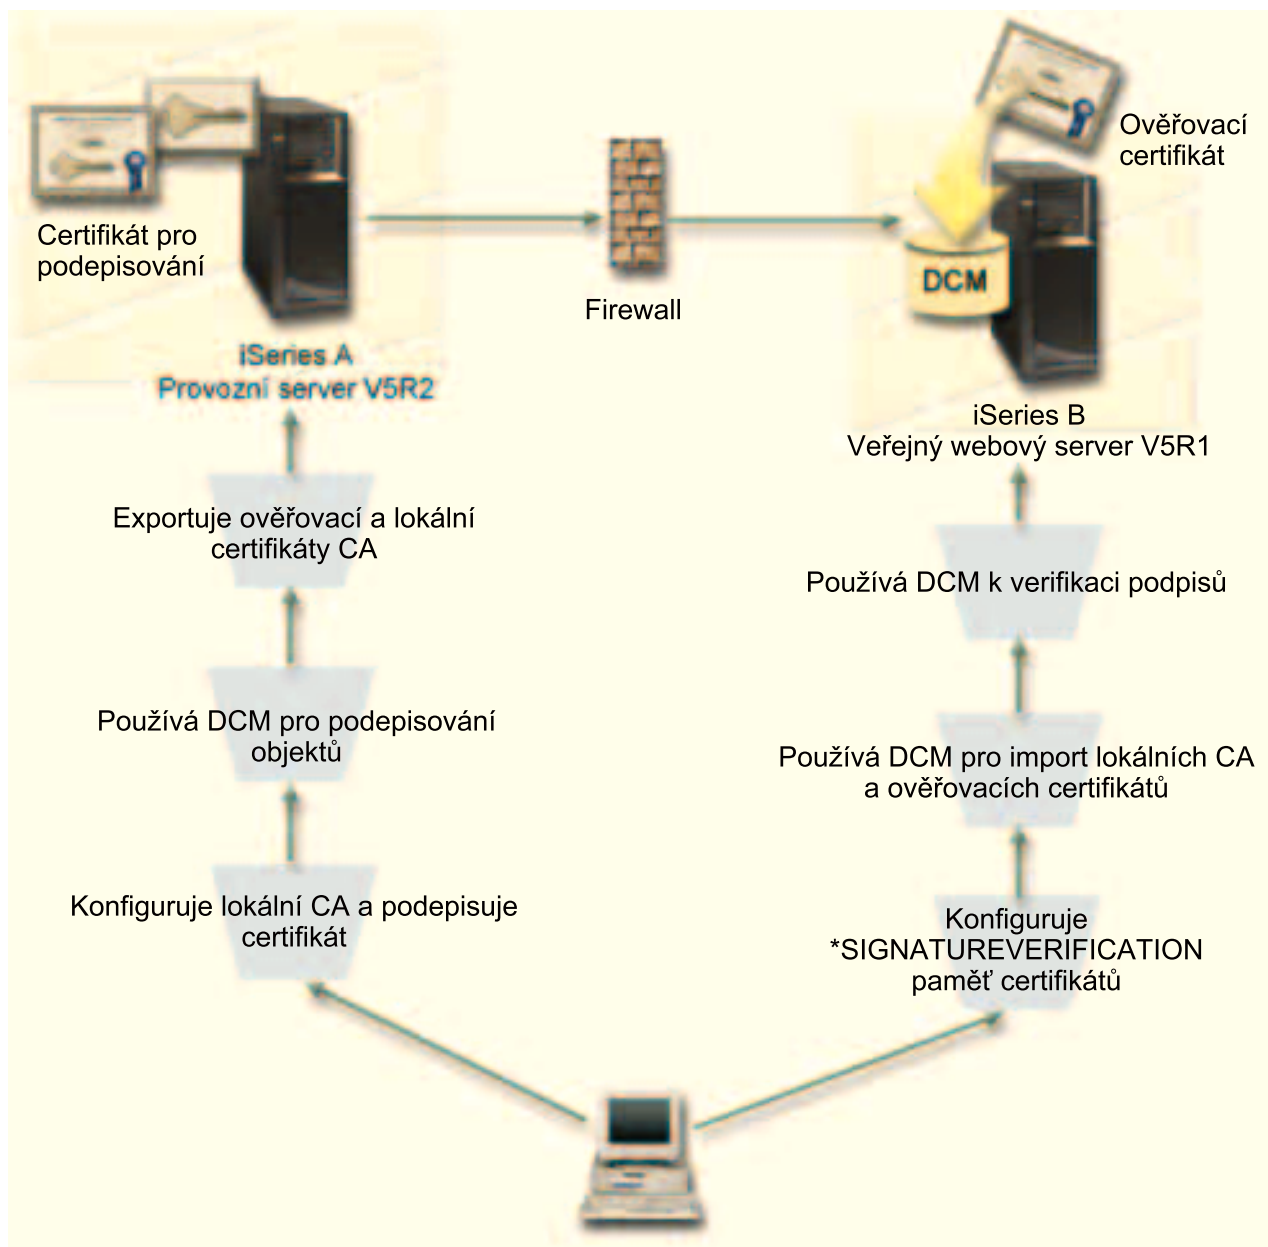 Ověřovací
certifikát
Certifikát pro
podepisování
DCM
Firewall
iSeries A
Provozní server V5R2
iSeries B
Veřejný webový server V5R1
Exportuje ověřovací a lokální
certifikáty CA
Používá DCM k verifikaci podpisů
Používá DCM pro podepisování
objektů
Používá DCM pro import lokálních CA
a ověřovacích certifikátů
Konfiguruje lokální CA a podepisuje
certifikát
Konfiguruje
*SIGNATUREVERIFICATION
paměť certifikátů